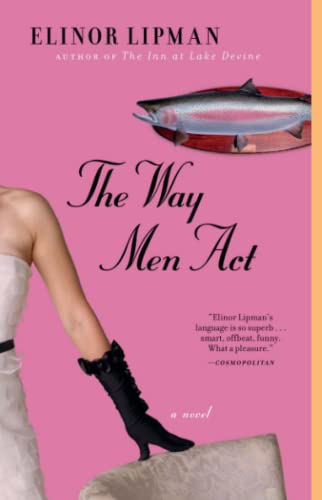 ELINOR LIPMAN
AUTHOR OF The Inn at Lake Devine
The Way
Men Act
"Elinor Lipman's
language is so superb . . .
smart, offbeat, funny.
What a pleasure."
—COSMOPOLITAN
a novel